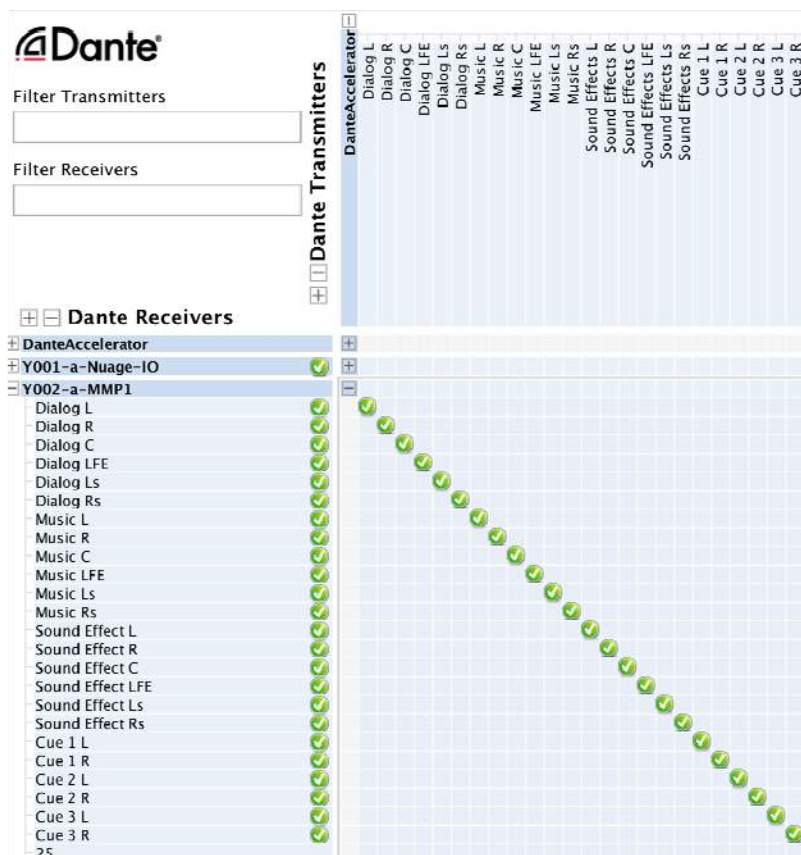 Dante®
Filter Transmitters
Filter Receivers
Dante Transmitters
DanteAccelerator
Dialog L
Dialog R
Dialog C
Dialog LFE
Dialog Ls
Dialog Rs
Music L
Music R
Music C
Music LFE
Music Ls
Music Rs
Sound Effects L
Sound Effects R
Sound Effects C
Sound Effects LFE
Sound Effects Ls
Sound Effects Rs
Cue 1 L
Cue 1 R
Cue 2 L
Cue 2 R
Cue 3 L
Cue 3 R
Dante Receivers
DanteAccelerator
Y001-a-Nuage-IO
Y002-a-MMP1
Dialog L
Dialog R
Dialog C
Dialog LFE
Dialog Ls
Dialog Rs
Music L
Music R
Music C
Music LFE
Music Ls
Music Rs
Sound Effect L
Sound Effect R
Sound Effect C
Sound Effect LFE
Sound Effect Ls
Sound Effect Rs
Cue 1 L
Cue 1 R
Cue 2 L
Cue 2 R
Cue 3 L
Cue 3 R
25